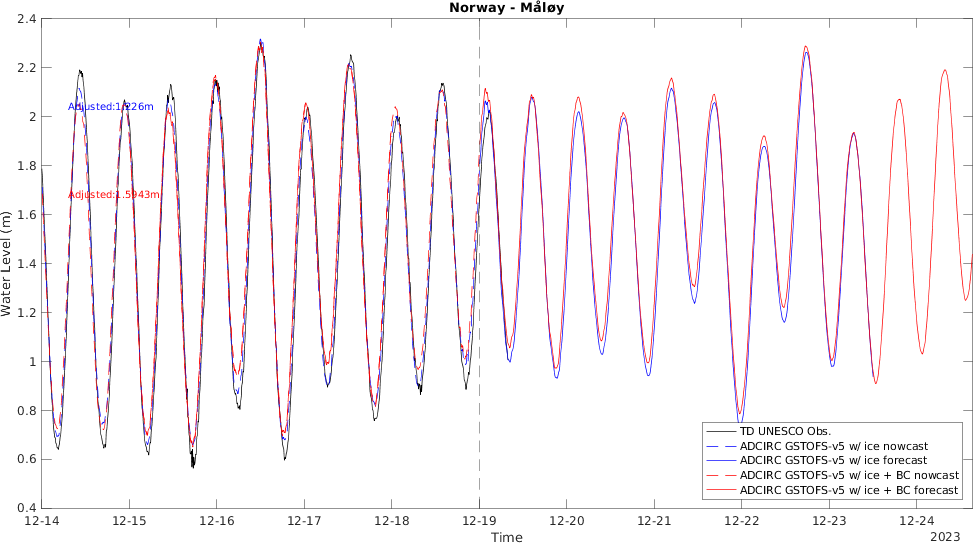 Norway - Måløy
2.4
2.2
2
1.8
1.6
1.4
1.2
1
0.8
0.6
0.4
Water Level (m)
Adjusted:1.226m
Adjusted:1.5943m
TD UNESCO Obs.
ADCIRC GSTOFS-v5 w/ ice nowcast
ADCIRC GSTOFS-v5 w/ ice forecast
ADCIRC GSTOFS-v5 w/ ice + BC nowcast
ADCIRC GSTOFS-v5 w/ ice + BC forecast
12-14 12-15 12-16 12-17 12-18 12-19 12-20 12-21 12-22 12-23 12-24
Time
2023